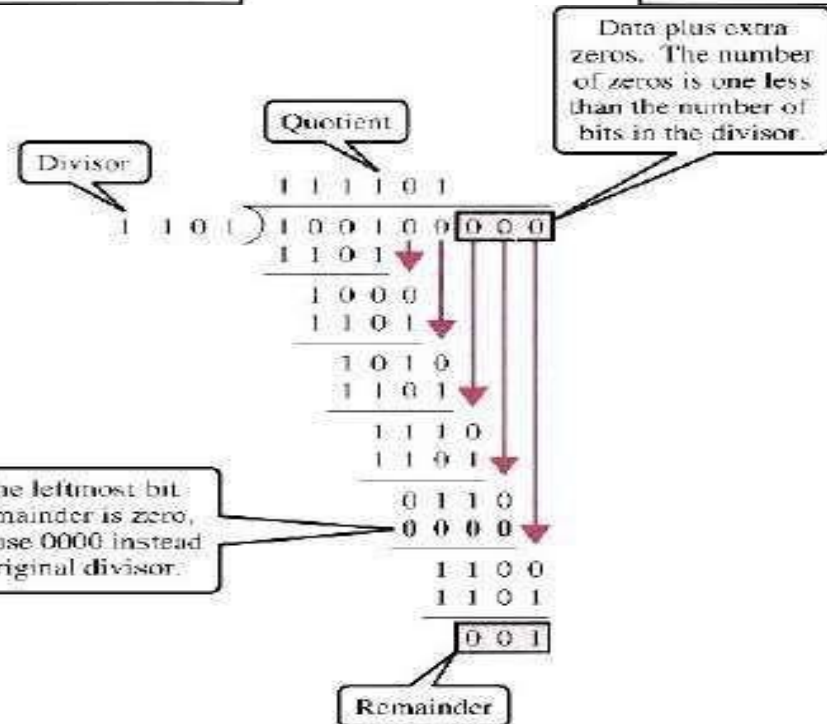 Data plus extra
zeros. The number
of zeros is one less
than the number of
bits in the divisor.
Quotient
Divisor
1 1 1 1 0 1
1 1 0 1 1 0 0 1 0 0 0 0 0
1 1 0 1
1 0 0 0
1 1 0 1
1 0 1 0
1 1 0 1
1 1 1 0
1 1 0 1
0 1 1 0
0 0 0 0
1 1 0 0
1 1 0 1
0 0 1
he leftmost bit
mainder is zero,
use 0000 instead
riginal divisor.
Remainder